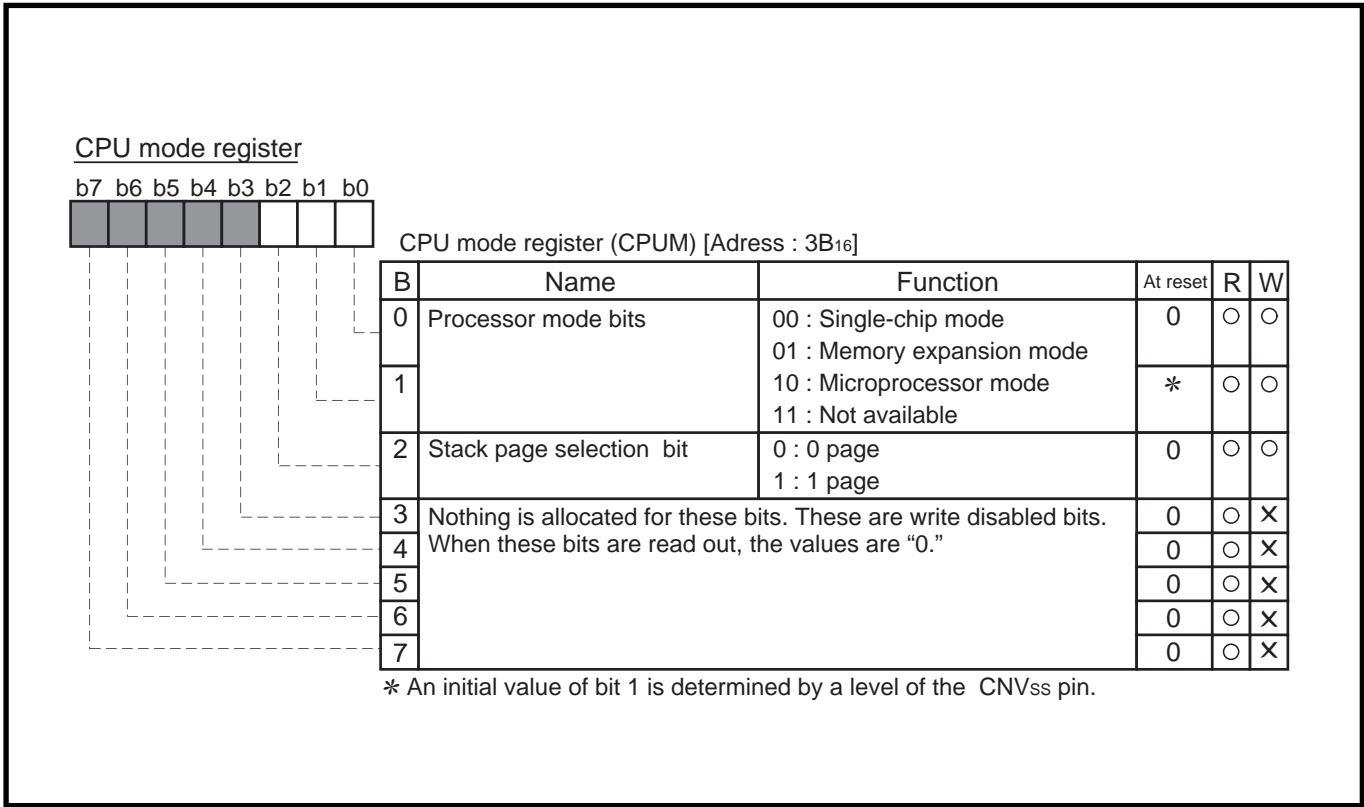 CPU mode register
b7 b6 b5 b4 b3 b2 b1 b0
CPU mode register (CPUM) [Adress : 3B16]
B Name Function At reset R W
0 Processor mode bits 00 : Single-chip mode 0 ○ ○
01 : Memory expansion mode
1 10 : Microprocessor mode * ○ ○
11 : Not available
2 Stack page selection bit 0 : 0 page 0 ○ ○
1 : 1 page
3 Nothing is allocated for these bits. These are write disabled bits. 0 ○ ×
4 When these bits are read out, the values are “0.” 0 ○ ×
5 0 ○ ×
6 0 ○ ×
7 0 ○ ×
* An initial value of bit 1 is determined by a level of the CNVSS pin.